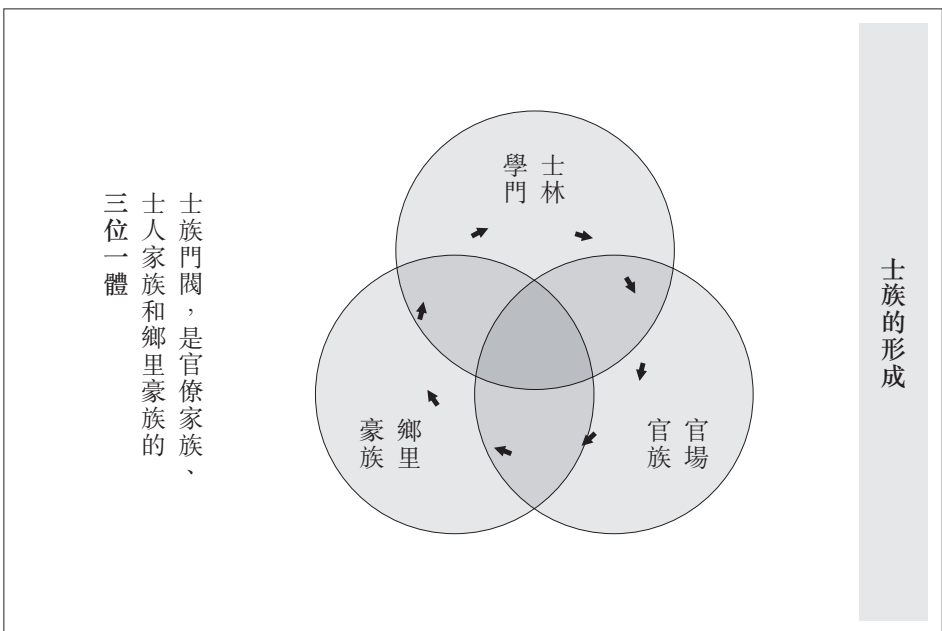 士族的形成
士林
學門
官場
官族
鄉里
豪族
士族門閥，是官僚家族、
士人家族和鄉里豪族的
三位一體